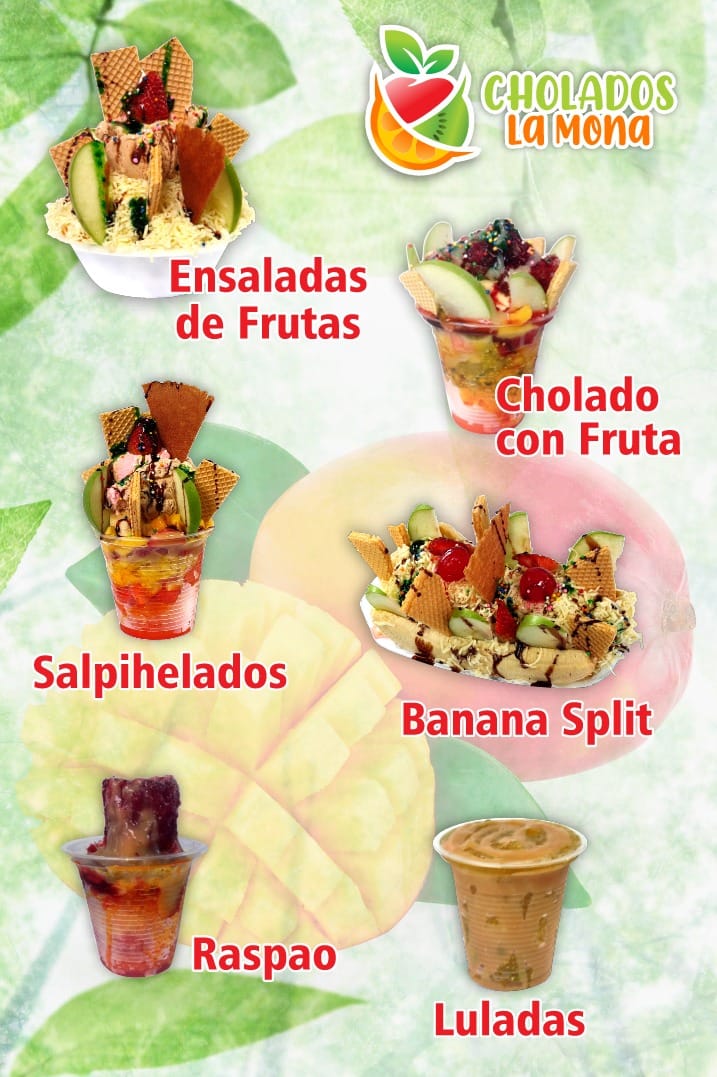 CHOLADOS
LA MONA
Ensaladas
de Frutas
Cholado
con Fruta
Salpihelados
Banana Split
Raspao
Luladas